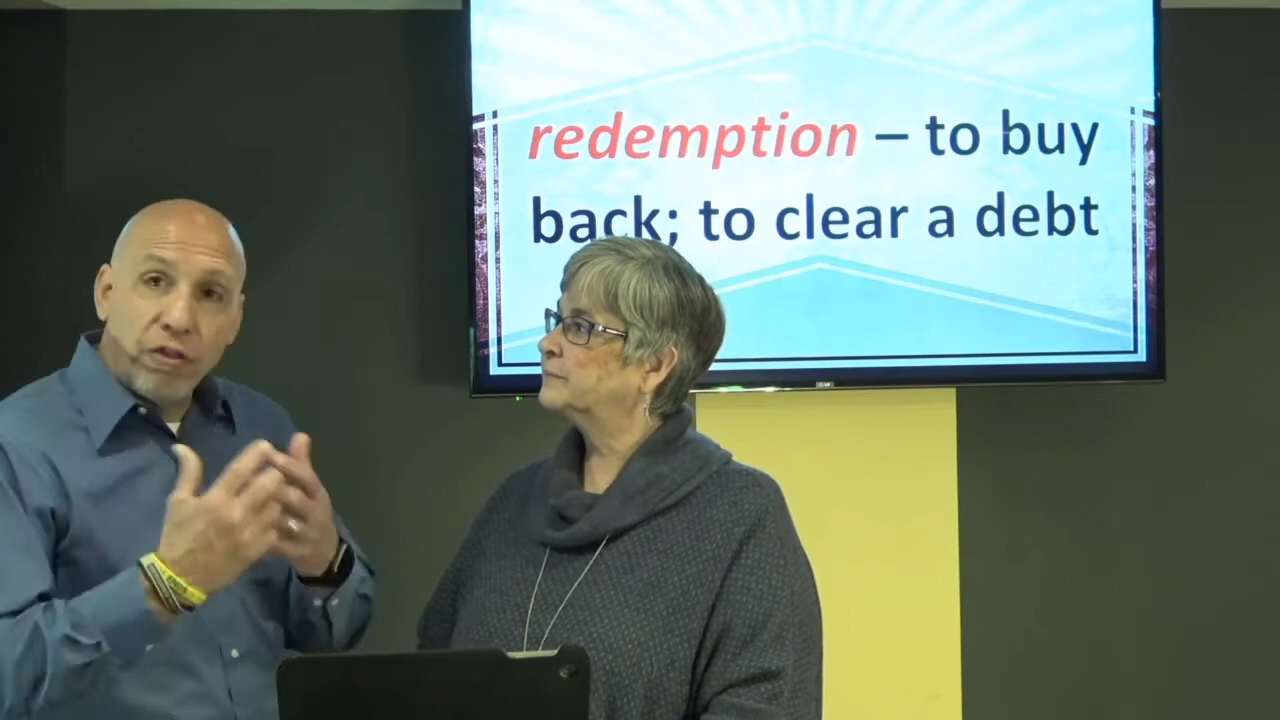 redemption – to buy
back; to clear a debt